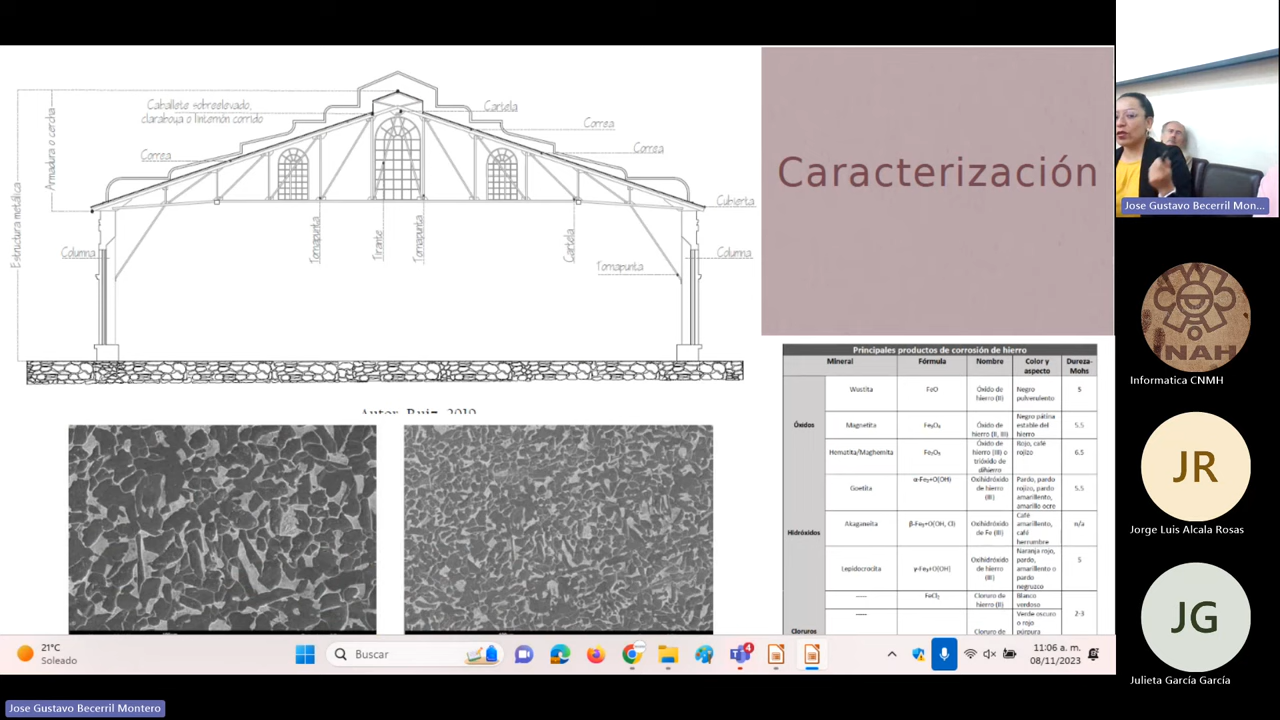 Caballete sobreelevado,
claraboya o linternón corrido
Cartela
Correa
Correa
Correa
Armadura o cercha
Estructura metálica
Cubierta
Columna
Tornapunta
Tirante
Tornapunta
Cartela
Tornapunta
Columna
Autor Ruiz, 2019
Caracterización
Principales productos de corrosión de hierro
Mineral
Fórmula
Nombre
Color y
aspecto
Dureza-
Mohs
Óxidos
Wustita
FeO
Óxido de
hierro (II)
Negro
pulverulento
5
Magnetita
Fe₃O₄
Óxido de
hierro (II, III)
Negro pátina
estable del
hierro
5.5
Hematita/Maghemita
Fe₂O₃
Óxido de
hierro (III) o
trióxido de
dihierro
Rojo, café
rojizo
6.5
Hidróxidos
Goetita
Oxihidróxido
de hierro
(III)
Pardo, pardo
rojizo, pardo
amarillento,
amarillo ocre
5.5
Akaganeita
Oxihidróxido
de Fe (III)
Café
amarillento,
café
herrumbre
n/a
Lepidocrocita
Oxihidróxido
de hierro
(III)
Naranja rojo,
pardo,
amarillento o
pardo
negruzco
5
Cloruros
-----
FeCl₂
Cloruro de
hierro (II)
Blanco
verdoso
2-3
-----
Cloruro de
Verde oscuro
o rojo
púrpura
21°C
Soleado
Buscar
4
11:06 a. m.
08/11/2023
Jose Gustavo Becerril Mon...
INAH
Informatica CNMH
JR
Jorge Luis Alcala Rosas
JG
Julieta García García
Jose Gustavo Becerril Montero